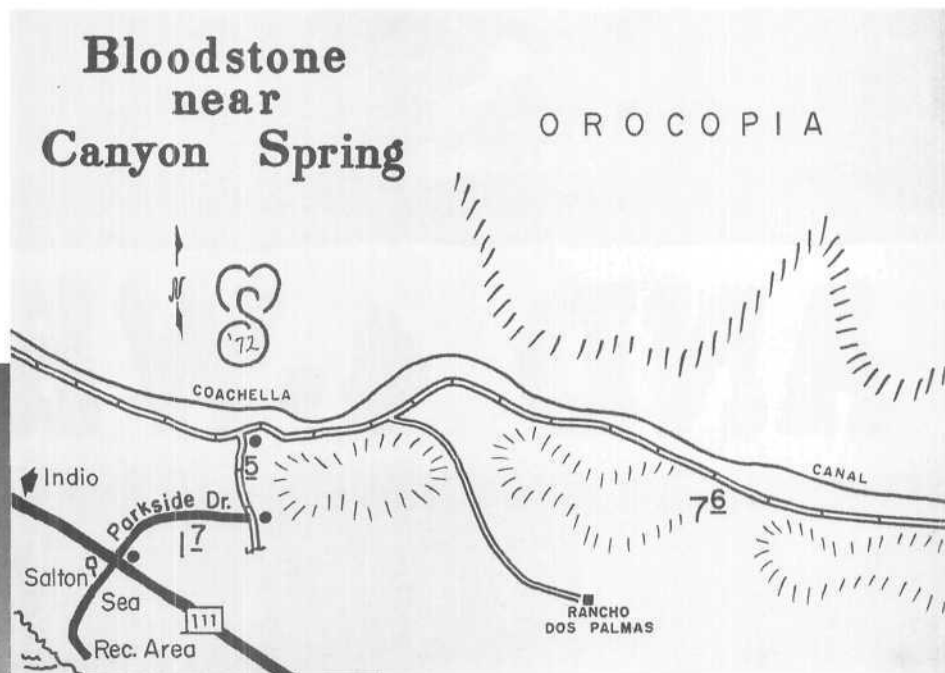 Bloodstone
near
Canyon Spring
OROCOPIA
N
'72
COACHELLA
CANAL
Indio
5
Parkside Dr.
1 7
7 6
Salton
Sea
Rec. Area
111
RANCHO
DOS PALMAS